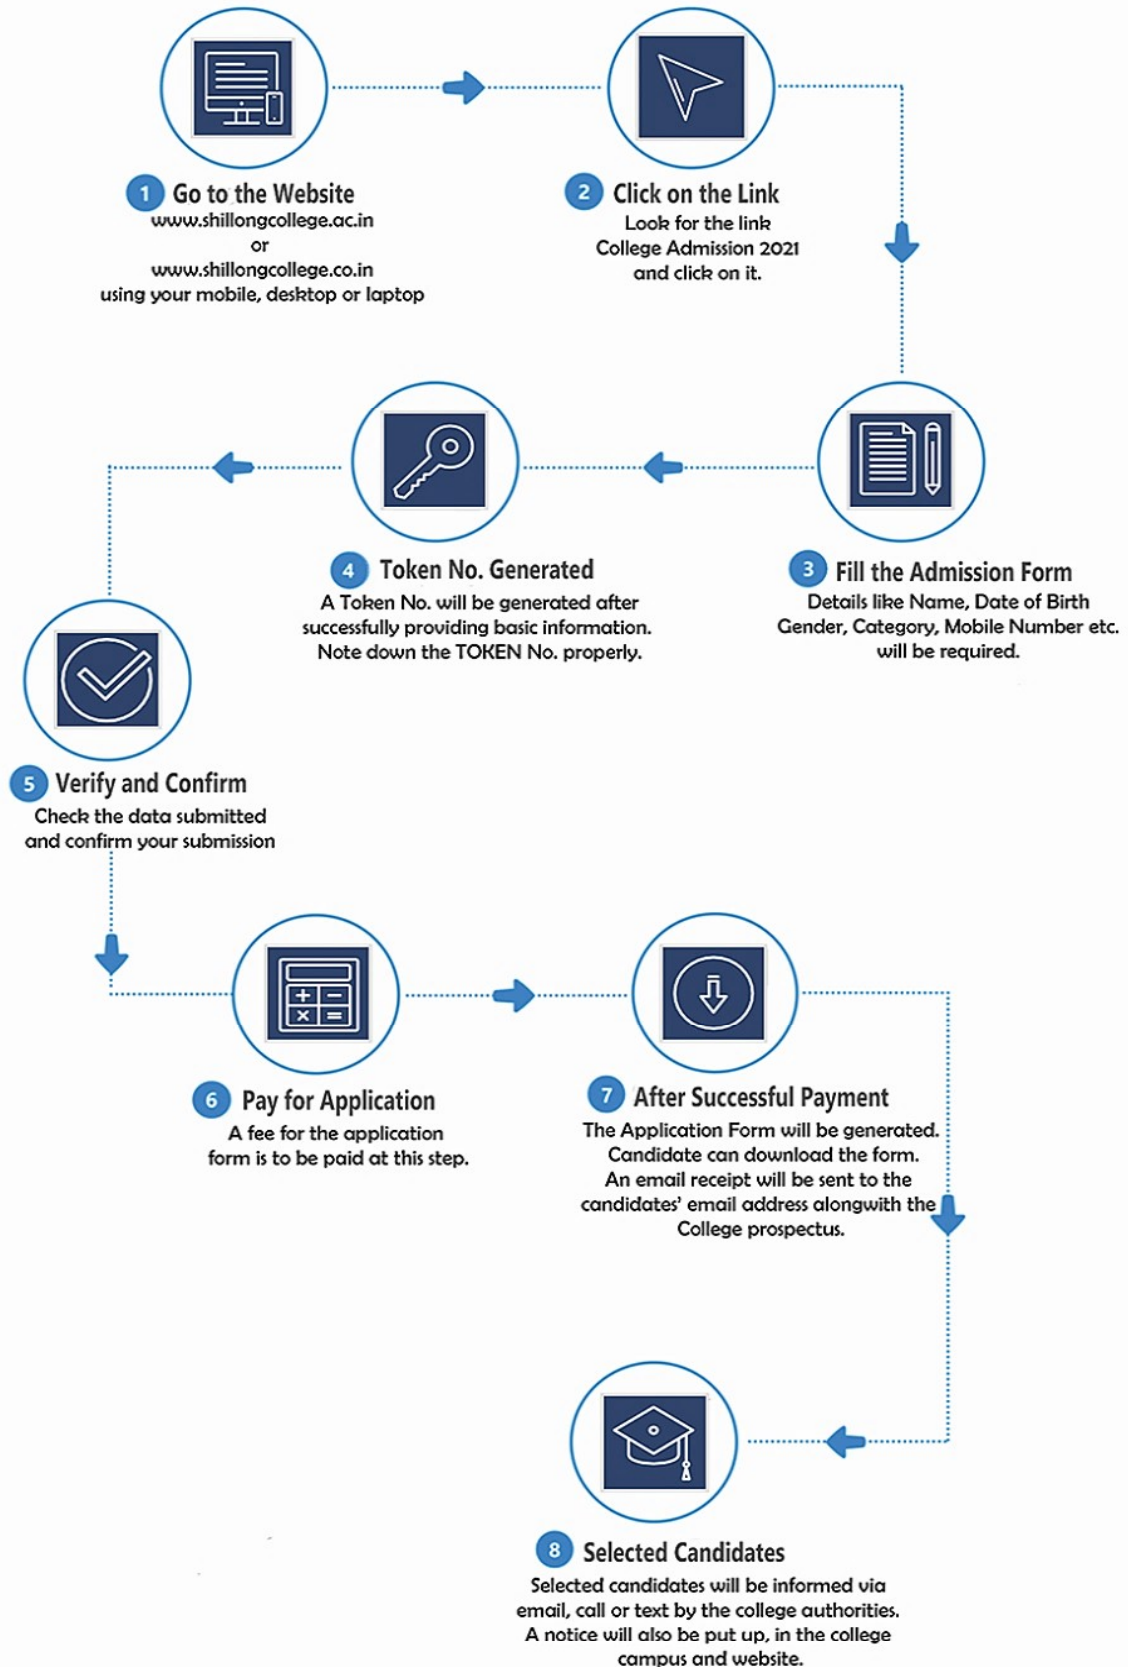 1 Go to the Website
www.shillongcollege.ac.in
or
www.shillongcollege.co.in
using your mobile, desktop or laptop
2 Click on the Link
Look for the link
College Admission 2021
and click on it.
3 Fill the Admission Form
Details like Name, Date of Birth
Gender, Category, Mobile Number etc.
will be required.
4 Token No. Generated
A Token No. will be generated after
successfully providing basic information.
Note down the TOKEN No. properly.
5 Verify and Confirm
Check the data submitted
and confirm your submission
6 Pay for Application
A fee for the application
form is to be paid at this step.
7 After Successful Payment
The Application Form will be generated.
Candidate can download the form.
An email receipt will be sent to the
candidates' email address alongwith the
College prospectus.
8 Selected Candidates
Selected candidates will be informed via
email, call or text by the college authorities.
A notice will also be put up, in the college
campus and website.